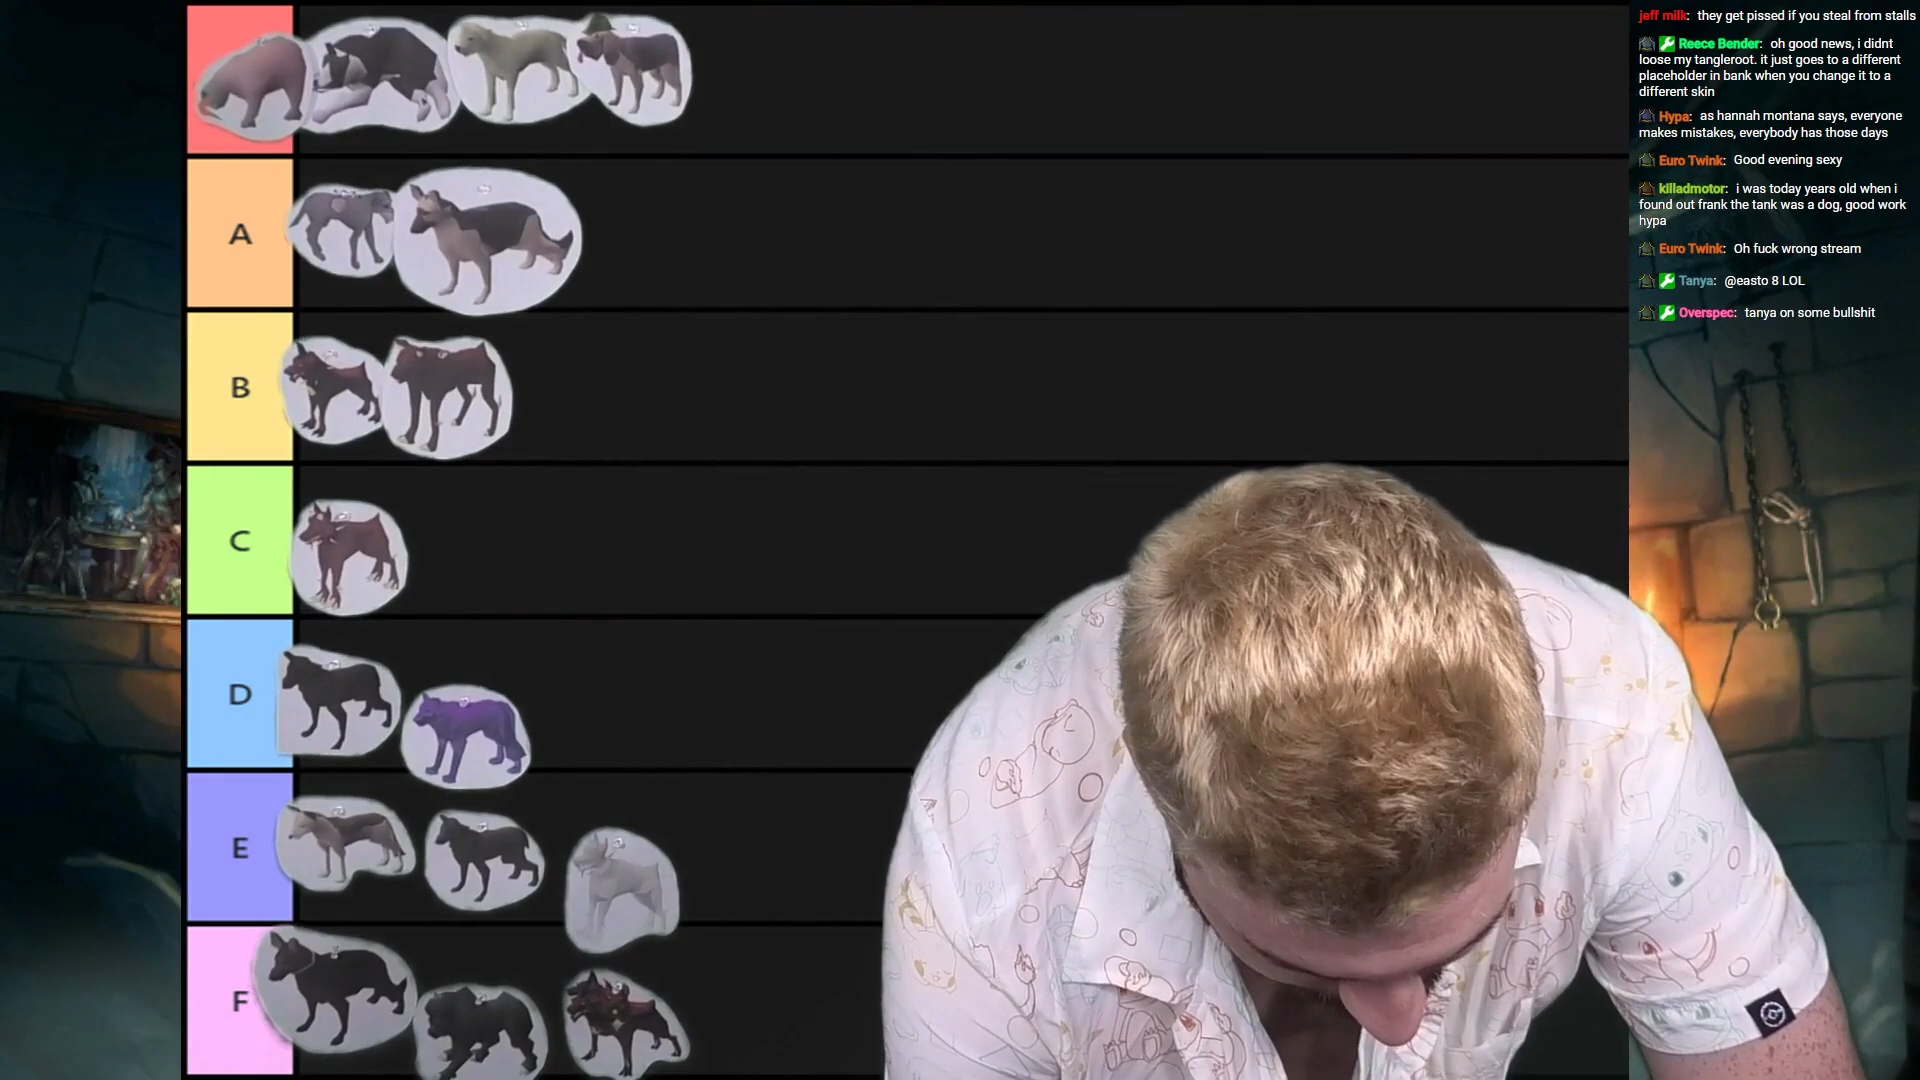 A
B
C
D
E
F
jeff milk: they get pissed if you steal from stalls
Reece Bender: oh good news, i didnt
loose my tangleroot. it just goes to a different
placeholder in bank when you change it to a
different skin
Hypa: as hannah montana says, everyone
makes mistakes, everybody has those days
Euro Twink: Good evening sexy
killadmotor: i was today years old when i
found out frank the tank was a dog, good work
hypa
Euro Twink: Oh fuck wrong stream
Tanya: @easto 8 LOL
Overspec: tanya on some bullshit